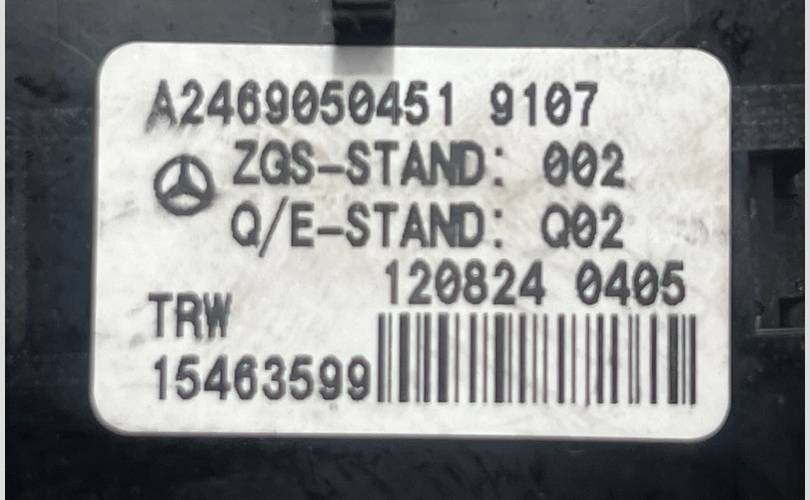 A2469050451 9107
ZGS-STAND: 002
Q/E-STAND: Q02
120824 0405
TRW
15463599